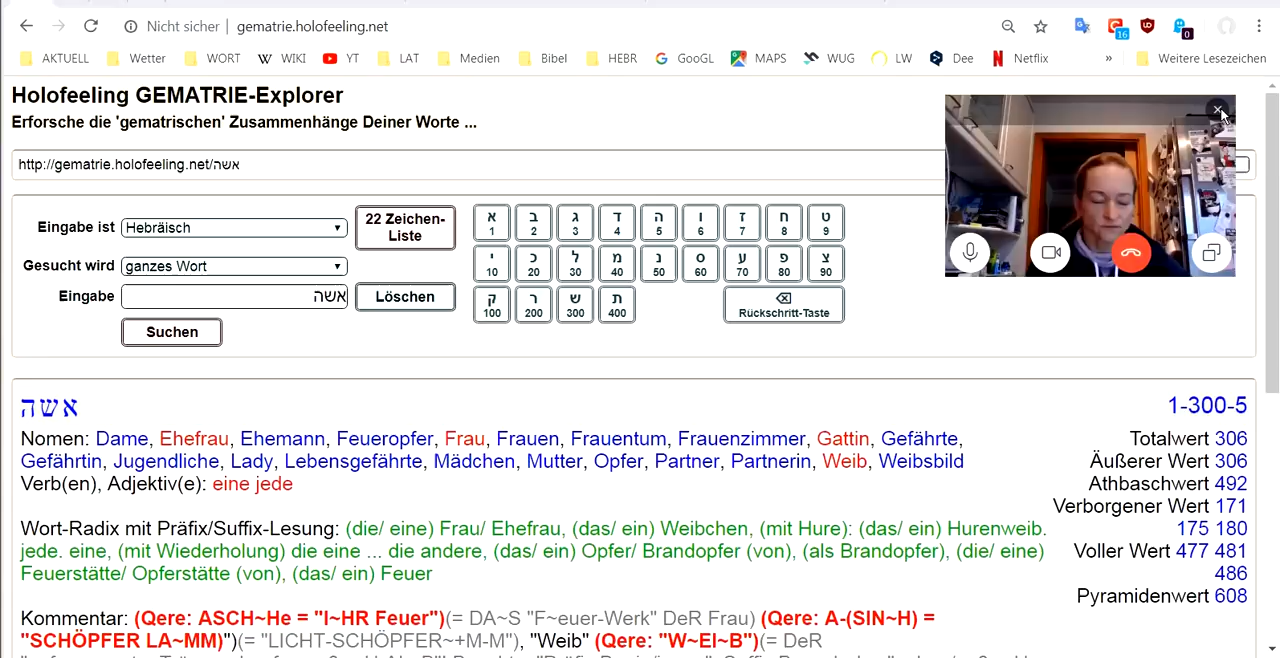 Nicht sicher | gematrie.holofeeling.net
16
0
AKTUELL Wetter WORT W WIKI YT LAT Medien Bibel HEBR G GooGL MAPS WUG LW Dee N Netflix » Weitere Lesezeichen
Holofeeling GEMATRIE-Explorer
Erforsche die 'gematrischen' Zusammenhänge Deiner Worte ...
http://gematrie.holofeeling.net/אשה
Eingabe ist Hebräisch
22 Zeichen-
Liste
Gesucht wird ganzes Wort
Eingabe אשה Löschen
Suchen
א ב ג ד ה ו ז ח ט
1 2 3 4 5 6 7 8 9
י כ ל מ נ ס ע פ צ
10 20 30 40 50 60 70 80 90
ק ר ש ת
100 200 300 400 Rückschritt-Taste
אשה 1-300-5
Nomen: Dame, Ehefrau, Ehemann, Feueropfer, Frau, Frauen, Frauentum, Frauenzimmer, Gattin, Gefährte,
Gefährtin, Jugendliche, Lady, Lebensgefährte, Mädchen, Mutter, Opfer, Partner, Partnerin, Weib, Weibsbild
Verb(en), Adjektiv(e): eine jede
Totalwert 306
Äußerer Wert 306
Athbaschwert 492
Verborgener Wert 171
175 180
Voller Wert 477 481
486
Pyramidenwert 608
Wort-Radix mit Präfix/Suffix-Lesung: (die/ eine) Frau/ Ehefrau, (das/ ein) Weibchen, (mit Hure): (das/ ein) Hurenweib.
jede. eine, (mit Wiederholung) die eine ... die andere, (das/ ein) Opfer/ Brandopfer (von), (als Brandopfer), (die/ eine)
Feuerstätte/ Opferstätte (von), (das/ ein) Feuer
Kommentar: (Qere: ASCH~He = "I~HR Feuer")(= DA~S "F~euer-Werk" DeR Frau) (Qere: A-(SIN~H) =
"SCHÖPFER LA~MM)")(= "LICHT-SCHÖPFER~+M-M"), "Weib" (Qere: "W~EI~B")(= DeR